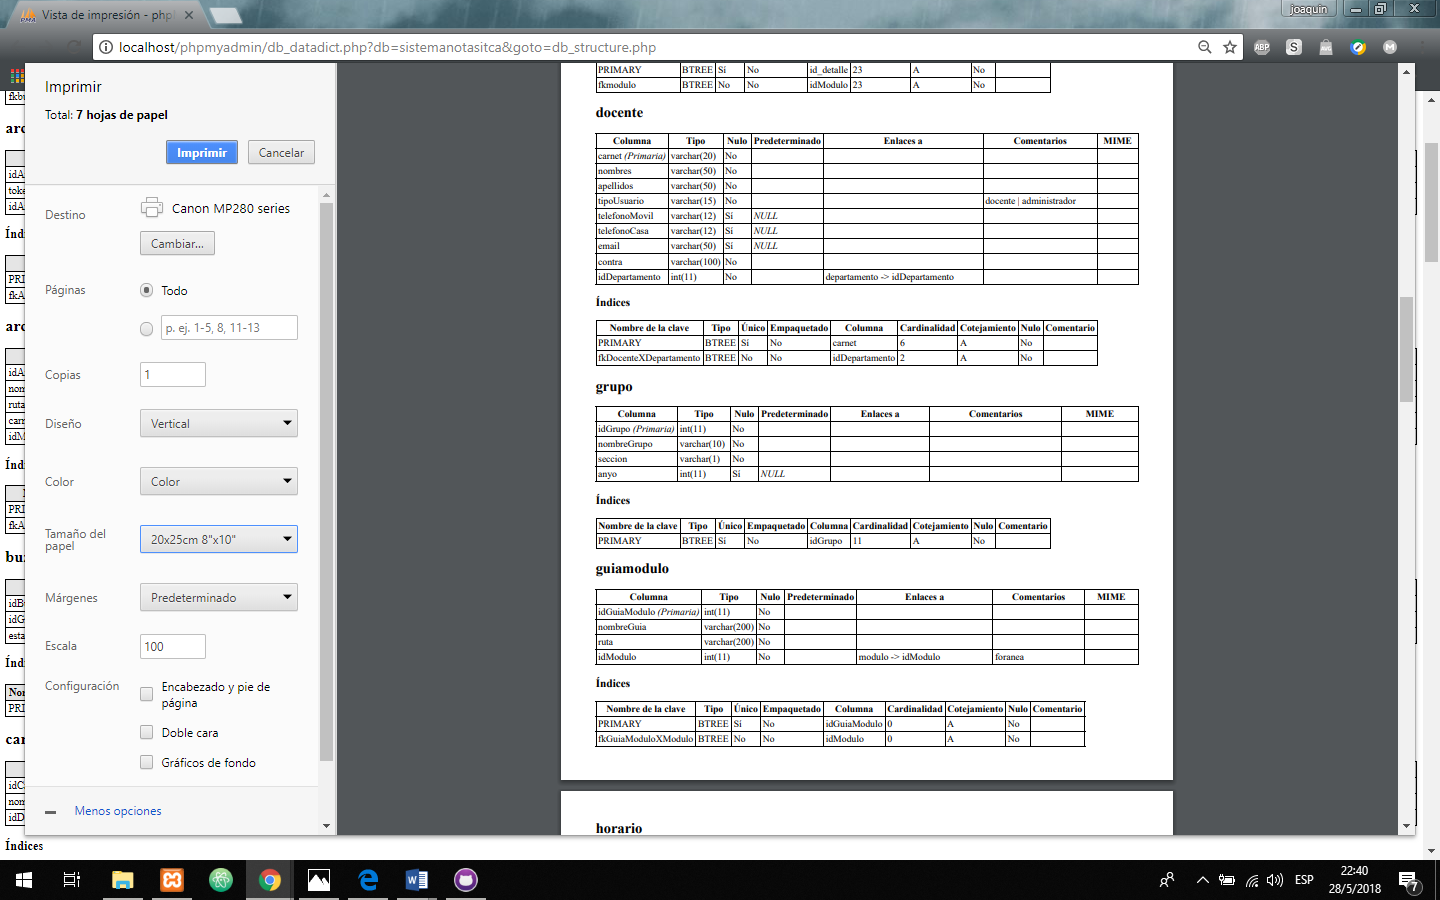 Vista de impresión - php
joaquin
localhost/phpmyadmin/db_datadict.php?db=sistemanotasitca&goto=db_structure.php
Imprimir
Total: 7 hojas de papel
Imprimir Cancelar
Destino Canon MP280 series
Cambiar...
Páginas Todo
p. ej. 1-5, 8, 11-13
Copias 1
Diseño Vertical
Color Color
Tamaño del papel 20x25cm 8"x10"
Márgenes Predeterminado
Escala 100
Configuración Encabezado y pie de página
Doble cara
Gráficos de fondo
Menos opciones
Índices
PRIMARY BTREE Sí No id_detalle 23 A No
fkmodulo BTREE No No idModulo 23 A No
docente
Columna Tipo Nulo Predeterminado Enlaces a Comentarios MIME
carnet (Primaria) varchar(20) No
nombres varchar(50) No
apellidos varchar(50) No
tipoUsuario varchar(15) No docente | administrador
telefonoMovil varchar(12) Sí NULL
telefonoCasa varchar(12) Sí NULL
email varchar(50) Sí NULL
contra varchar(100) No
idDepartamento int(11) No departamento -> idDepartamento
Índices
Nombre de la clave Tipo Único Empaquetado Columna Cardinalidad Cotejamiento Nulo Comentario
PRIMARY BTREE Sí No carnet 6 A No
fkDocenteXDepartamento BTREE No No idDepartamento 2 A No
grupo
Columna Tipo Nulo Predeterminado Enlaces a Comentarios MIME
idGrupo (Primaria) int(11) No
nombreGrupo varchar(10) No
seccion varchar(1) No
anyo int(11) Sí NULL
Índices
Nombre de la clave Tipo Único Empaquetado Columna Cardinalidad Cotejamiento Nulo Comentario
PRIMARY BTREE Sí No idGrupo 11 A No
guiamodulo
Columna Tipo Nulo Predeterminado Enlaces a Comentarios MIME
idGuiaModulo (Primaria) int(11) No
nombreGuia varchar(200) No
ruta varchar(200) No
idModulo int(11) No modulo -> idModulo foranea
Índices
Nombre de la clave Tipo Único Empaquetado Columna Cardinalidad Cotejamiento Nulo Comentario
PRIMARY BTREE Sí No idGuiaModulo 0 A No
fkGuiaModuloXModulo BTREE No No idModulo 0 A No
horario
ESP
22:40
28/5/2018
7